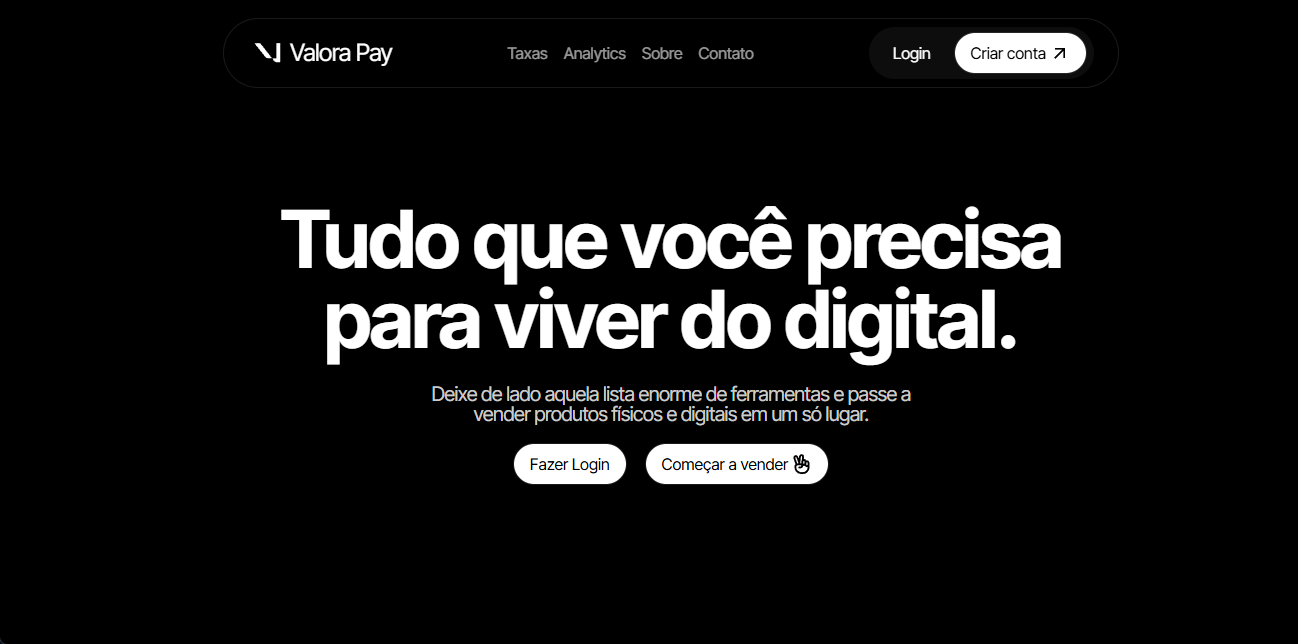 Valora Pay
Taxas Analytics Sobre Contato
Login
Criar conta
Tudo que você precisa
para viver do digital.
Deixe de lado aquela lista enorme de ferramentas e passe a
vender produtos físicos e digitais em um só lugar.
Fazer Login
Começar a vender